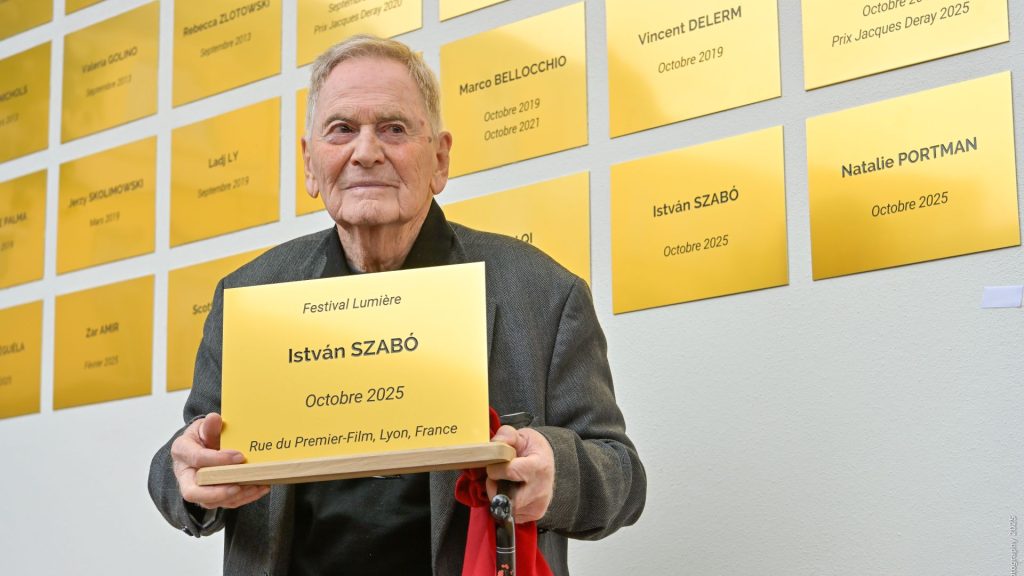 Rebecca ZLOTOWSKI
Septembre 2013
Valeria GOLINO
Septembre 2013
Prix Jacques Deray 2020
Marco BELLOCCHIO
Octobre 2019
Octobre 2021
Vincent DELERM
Octobre 2019
Prix Jacques Deray 2025
Jerzy SKOLIMOWSKI
Mars 2019
Ladj LY
Septembre 2019
István SZABÓ
Octobre 2025
Natalie PORTMAN
Octobre 2025
PALMA
Zar AMIR
Février 2025
Festival Lumière
István SZABÓ
Octobre 2025
Rue du Premier-Film, Lyon, France